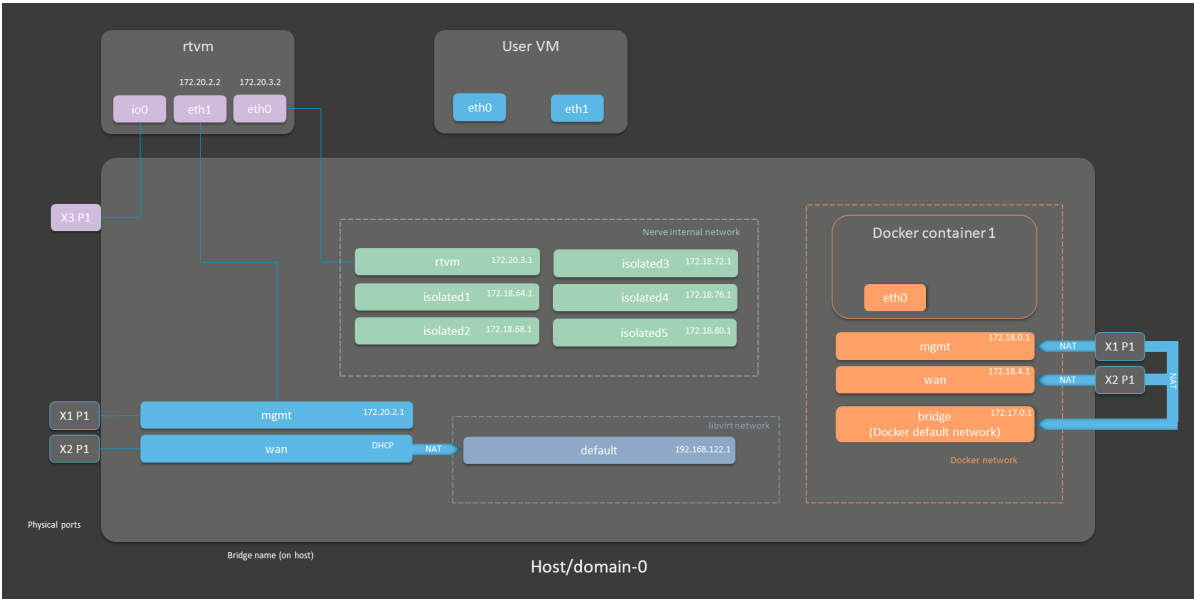 rtvm
User VM
172.20.2.2
172.20.3.2
io0
eth1
eth0
eth0
eth1
X3 P1
Nerve internal network
rtvm 172.20.3.1
isolated3 172.18.72.1
isolated1 172.18.64.1
isolated4 172.18.76.1
isolated2 172.18.68.1
isolated5 172.18.80.1
Docker container 1
eth0
mgmt 172.18.0.1
NAT
X1 P1
wan 172.18.4.1
NAT
X2 P1
NAT
bridge 172.17.0.1
(Docker default network)
Docker network
X1 P1
mgmt 172.20.2.1
X2 P1
wan DHCP
NAT
libvirt network
default 192.168.122.1
Physical ports
Bridge name (on host)
Host/domain-0